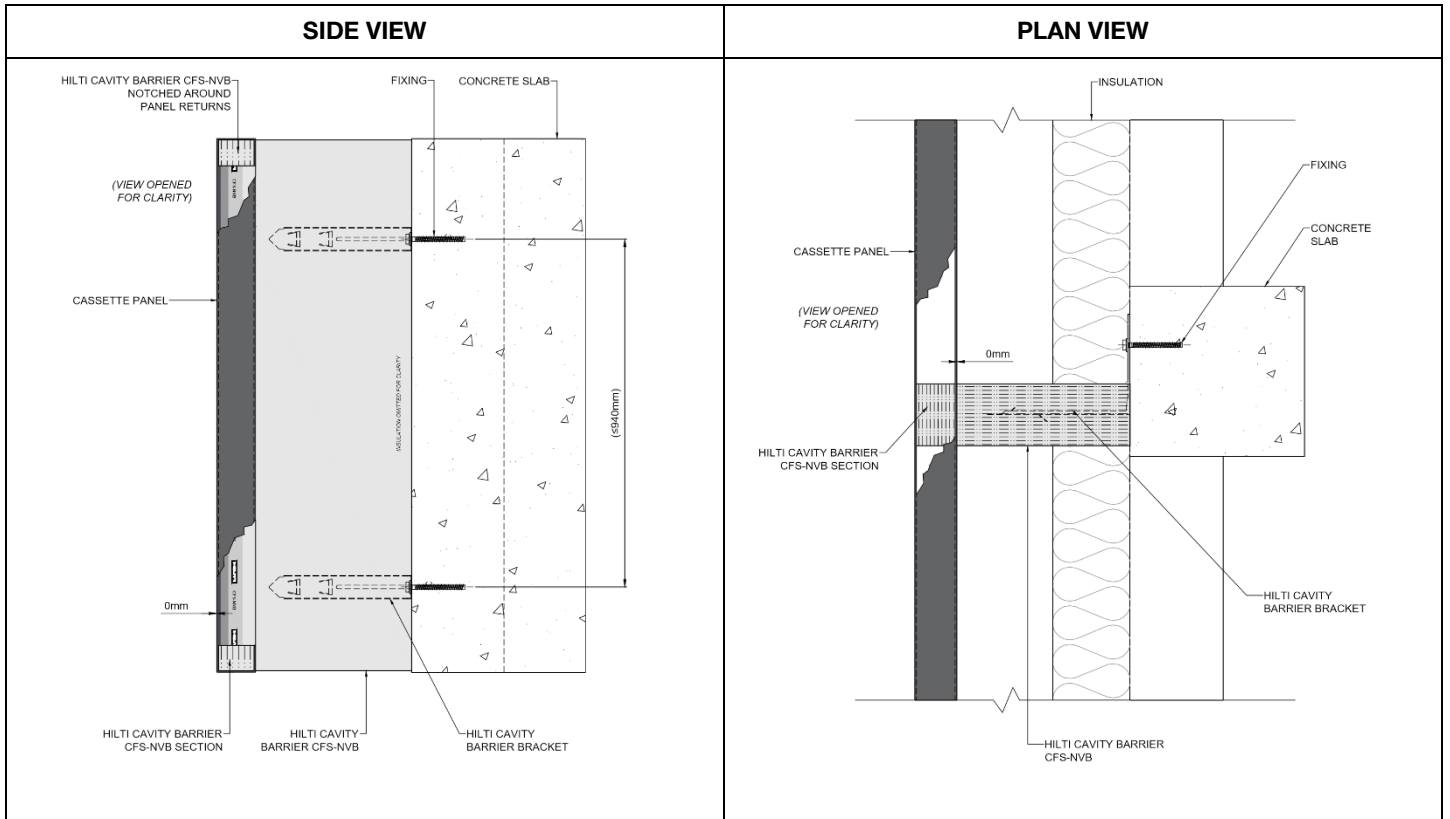 SIDE VIEW
HILTI CAVITY BARRIER CFS-NVB
NOTCHED AROUND
PANEL RETURNS
FIXING
CONCRETE SLAB
(VIEW OPENED
FOR CLARITY)
CASSETTE PANEL
INSULATION OMITTED FOR CLARITY
(≤940mm)
0mm
HILTI CAVITY BARRIER
CFS-NVB SECTION
HILTI CAVITY
BARRIER CFS-NVB
HILTI CAVITY
BARRIER BRACKET
PLAN VIEW
INSULATION
FIXING
CONCRETE
SLAB
CASSETTE PANEL
(VIEW OPENED
FOR CLARITY)
0mm
HILTI CAVITY BARRIER
CFS-NVB SECTION
HILTI CAVITY
BARRIER BRACKET
HILTI CAVITY BARRIER
CFS-NVB